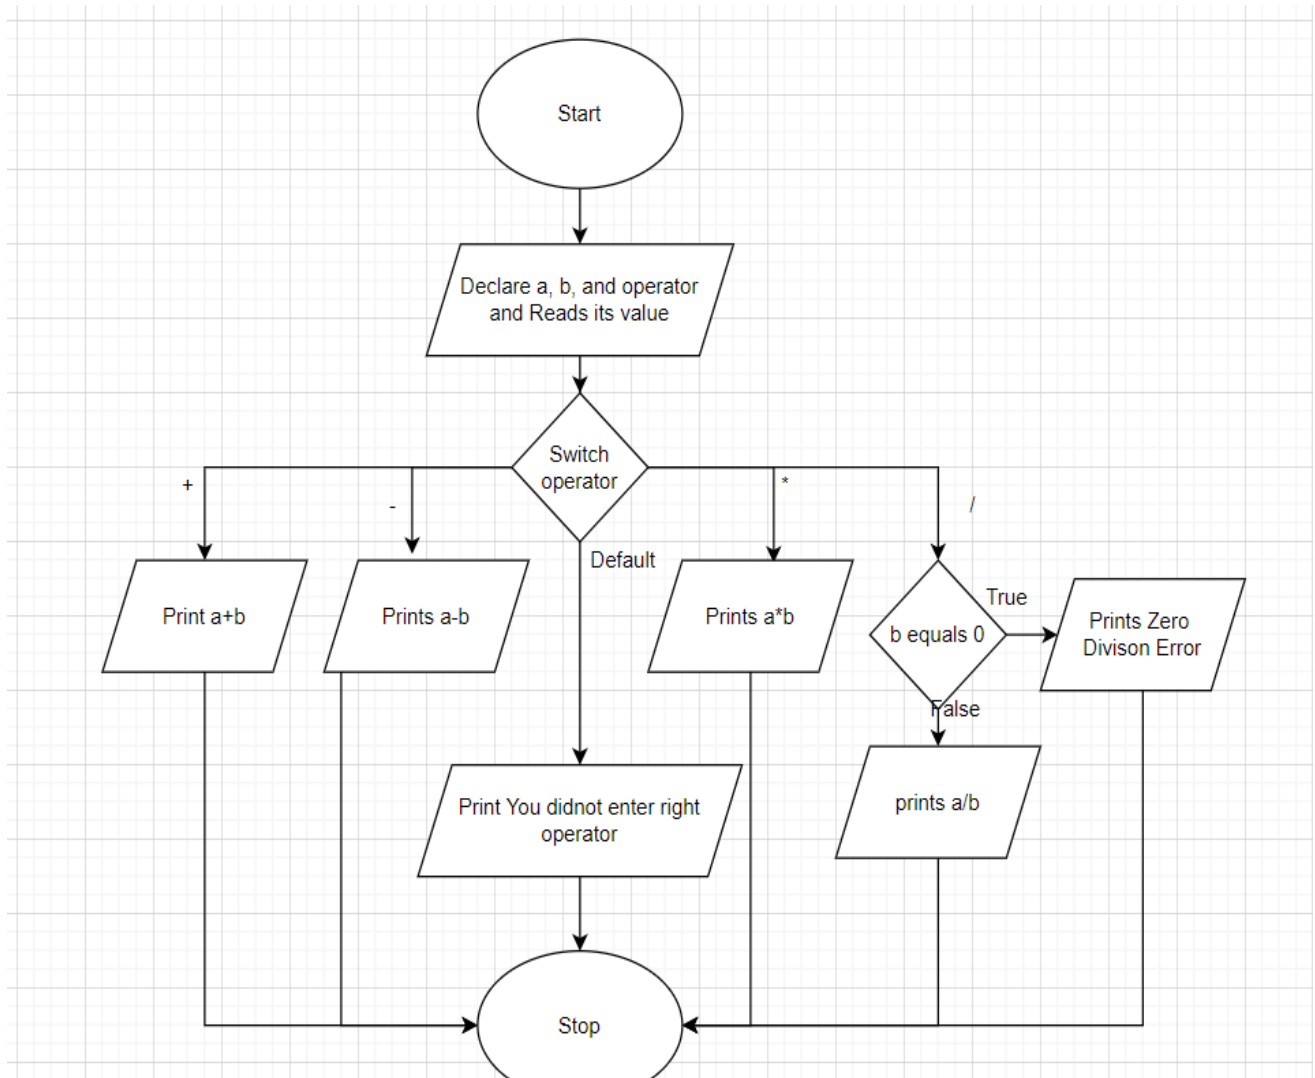 Start
Declare a, b, and operator
and Reads its value
Switch
operator
+
-
*
/
Default
Print a+b
Prints a-b
Prints a*b
b equals 0
True
Prints Zero
Divison Error
False
prints a/b
Print You didnot enter right
operator
Stop